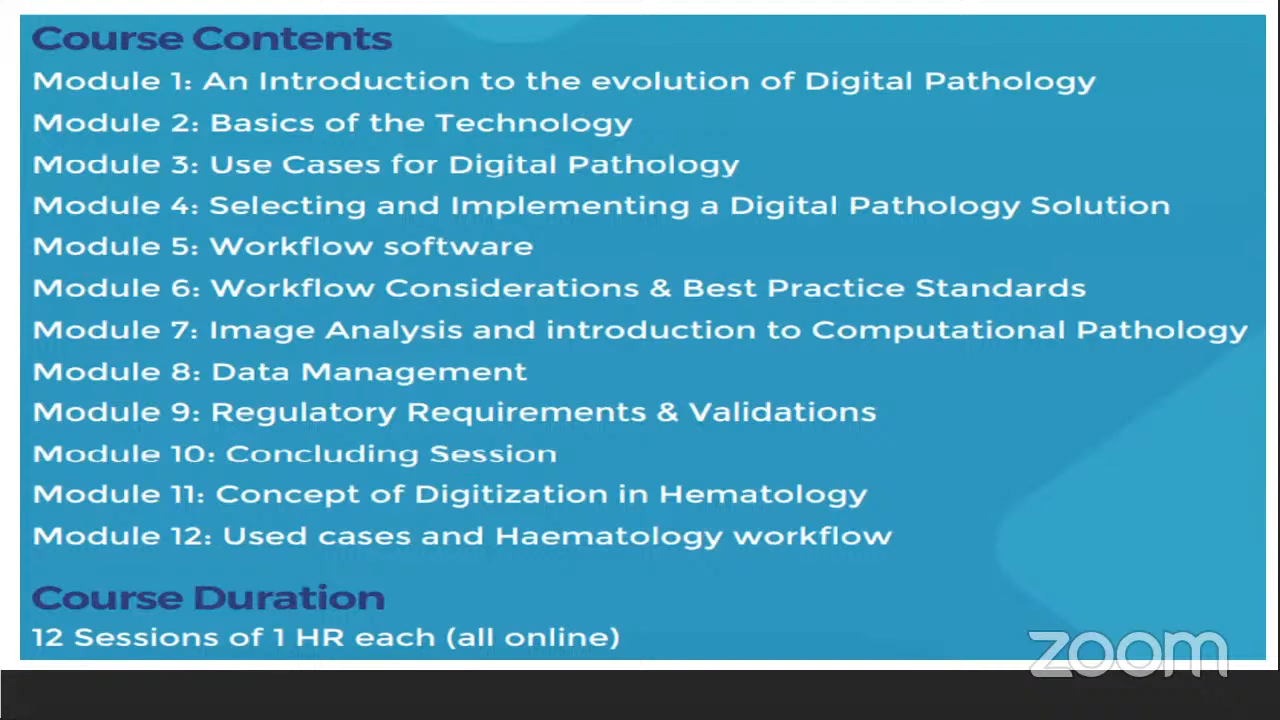 Course Contents
Module 1: An Introduction to the evolution of Digital Pathology
Module 2: Basics of the Technology
Module 3: Use Cases for Digital Pathology
Module 4: Selecting and Implementing a Digital Pathology Solution
Module 5: Workflow software
Module 6: Workflow Considerations & Best Practice Standards
Module 7: Image Analysis and introduction to Computational Pathology
Module 8: Data Management
Module 9: Regulatory Requirements & Validations
Module 10: Concluding Session
Module 11: Concept of Digitization in Hematology
Module 12: Used cases and Haematology workflow
Course Duration
12 Sessions of 1 HR each (all online)
zoom